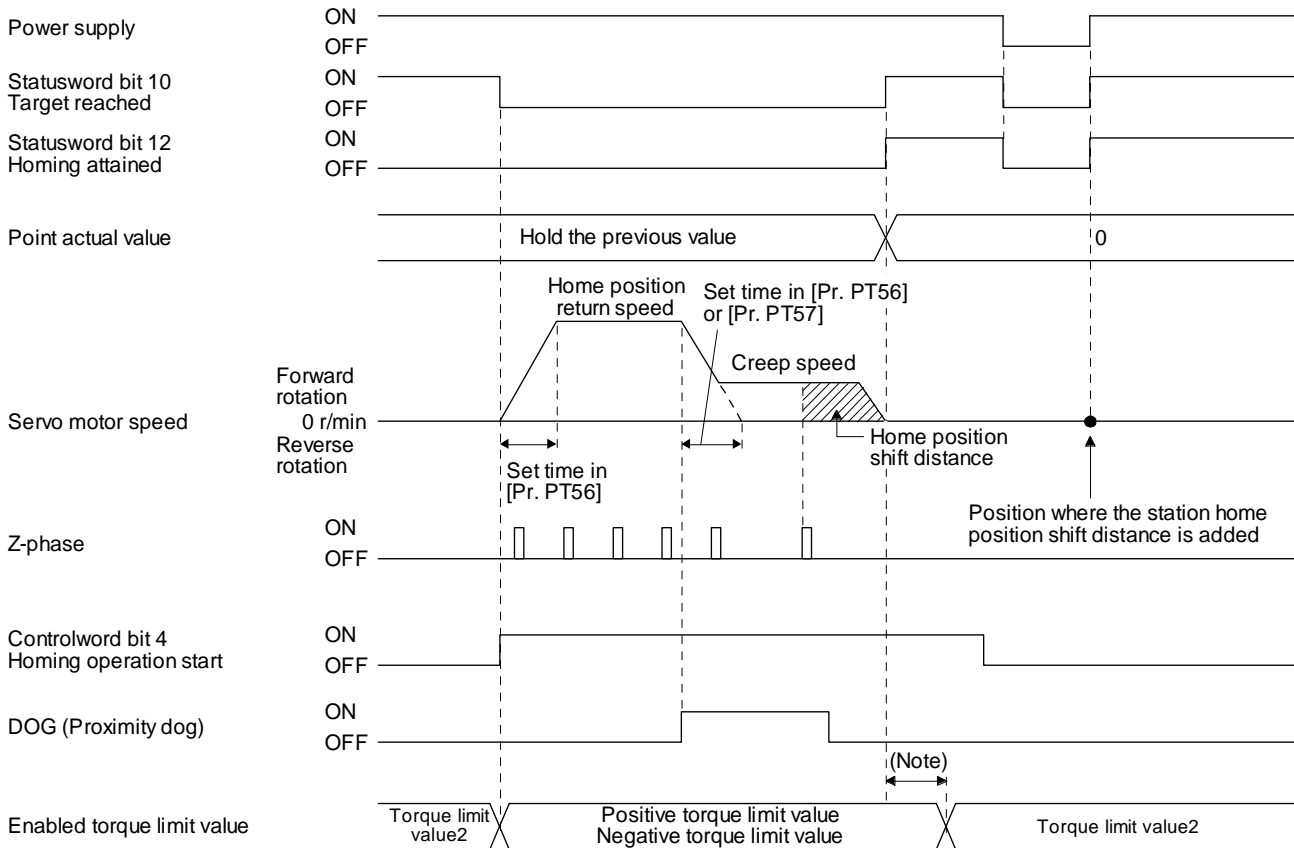 Power supply
ON
OFF
Statusword bit 10
Target reached
ON
OFF
Statusword bit 12
Homing attained
ON
OFF
Point actual value
Hold the previous value
0
Home position
return speed
Set time in [Pr. PT56]
or [Pr. PT57]
Creep speed
Forward
rotation
Servo motor speed
0 r/min
Reverse
rotation
Set time in
[Pr. PT56]
Home position
shift distance
Position where the station home
position shift distance is added
Z-phase
ON
OFF
Controlword bit 4
Homing operation start
ON
OFF
DOG (Proximity dog)
ON
OFF
(Note)
Enabled torque limit value
Torque limit
value2
Positive torque limit value
Negative torque limit value
Torque limit value2